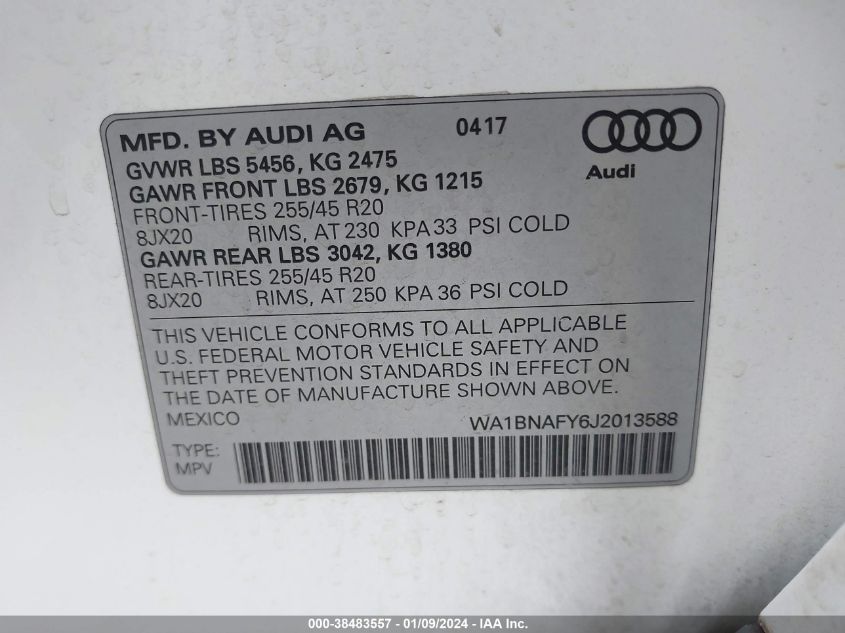 MFD. BY AUDI AG 0417
Audi
GVWR LBS 5456, KG 2475
GAWR FRONT LBS 2679, KG 1215
FRONT-TIRES 255/45 R20
8JX20 RIMS, AT 230 KPA 33 PSI COLD
GAWR REAR LBS 3042, KG 1380
REAR-TIRES 255/45 R20
8JX20 RIMS, AT 250 KPA 36 PSI COLD
THIS VEHICLE CONFORMS TO ALL APPLICABLE
U.S. FEDERAL MOTOR VEHICLE SAFETY AND
THEFT PREVENTION STANDARDS IN EFFECT ON
THE DATE OF MANUFACTURE SHOWN ABOVE.
MEXICO WA1BNAFY6J2013588
TYPE:
MPV
000-38483557 - 01/09/2024 - IAA Inc.